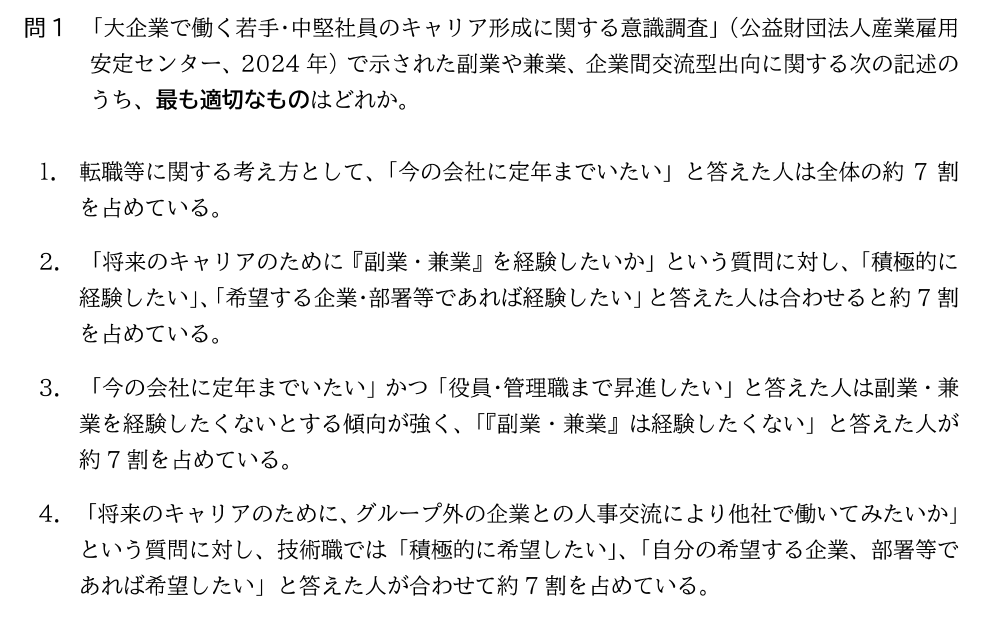 問1 「大企業で働く若手･中堅社員のキャリア形成に関する意識調査」（公益財団法人産業雇用
安定センター、2024 年）で示された副業や兼業、企業間交流型出向に関する次の記述の
うち、最も適切なものはどれか。
1． 転職等に関する考え方として、「今の会社に定年までいたい」と答えた人は全体の約 7 割
を占めている。
2． 「将来のキャリアのために『副業・兼業』を経験したいか」という質問に対し、「積極的に
経験したい」、「希望する企業･部署等であれば経験したい」と答えた人は合わせると約 7 割
を占めている。
3． 「今の会社に定年までいたい」かつ「役員･管理職まで昇進したい」と答えた人は副業・兼
業を経験したくないとする傾向が強く、「『副業・兼業』は経験したくない」と答えた人が
約 7 割を占めている。
4． 「将来のキャリアのために、グループ外の企業との人事交流により他社で働いてみたいか」
という質問に対し、技術職では「積極的に希望したい」、「自分の希望する企業、部署等で
あれば希望したい」と答えた人が合わせて約 7 割を占めている。